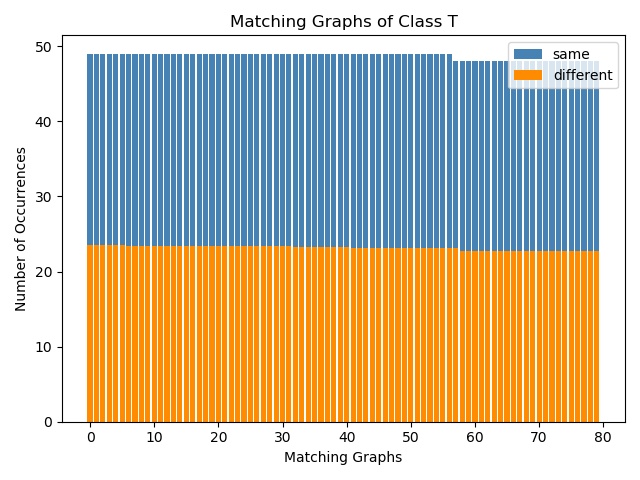 Matching Graphs of Class T
same
different
Number of Occurrences
50
40
30
20
10
0
0 10 20 30 40 50 60 70 80
Matching Graphs